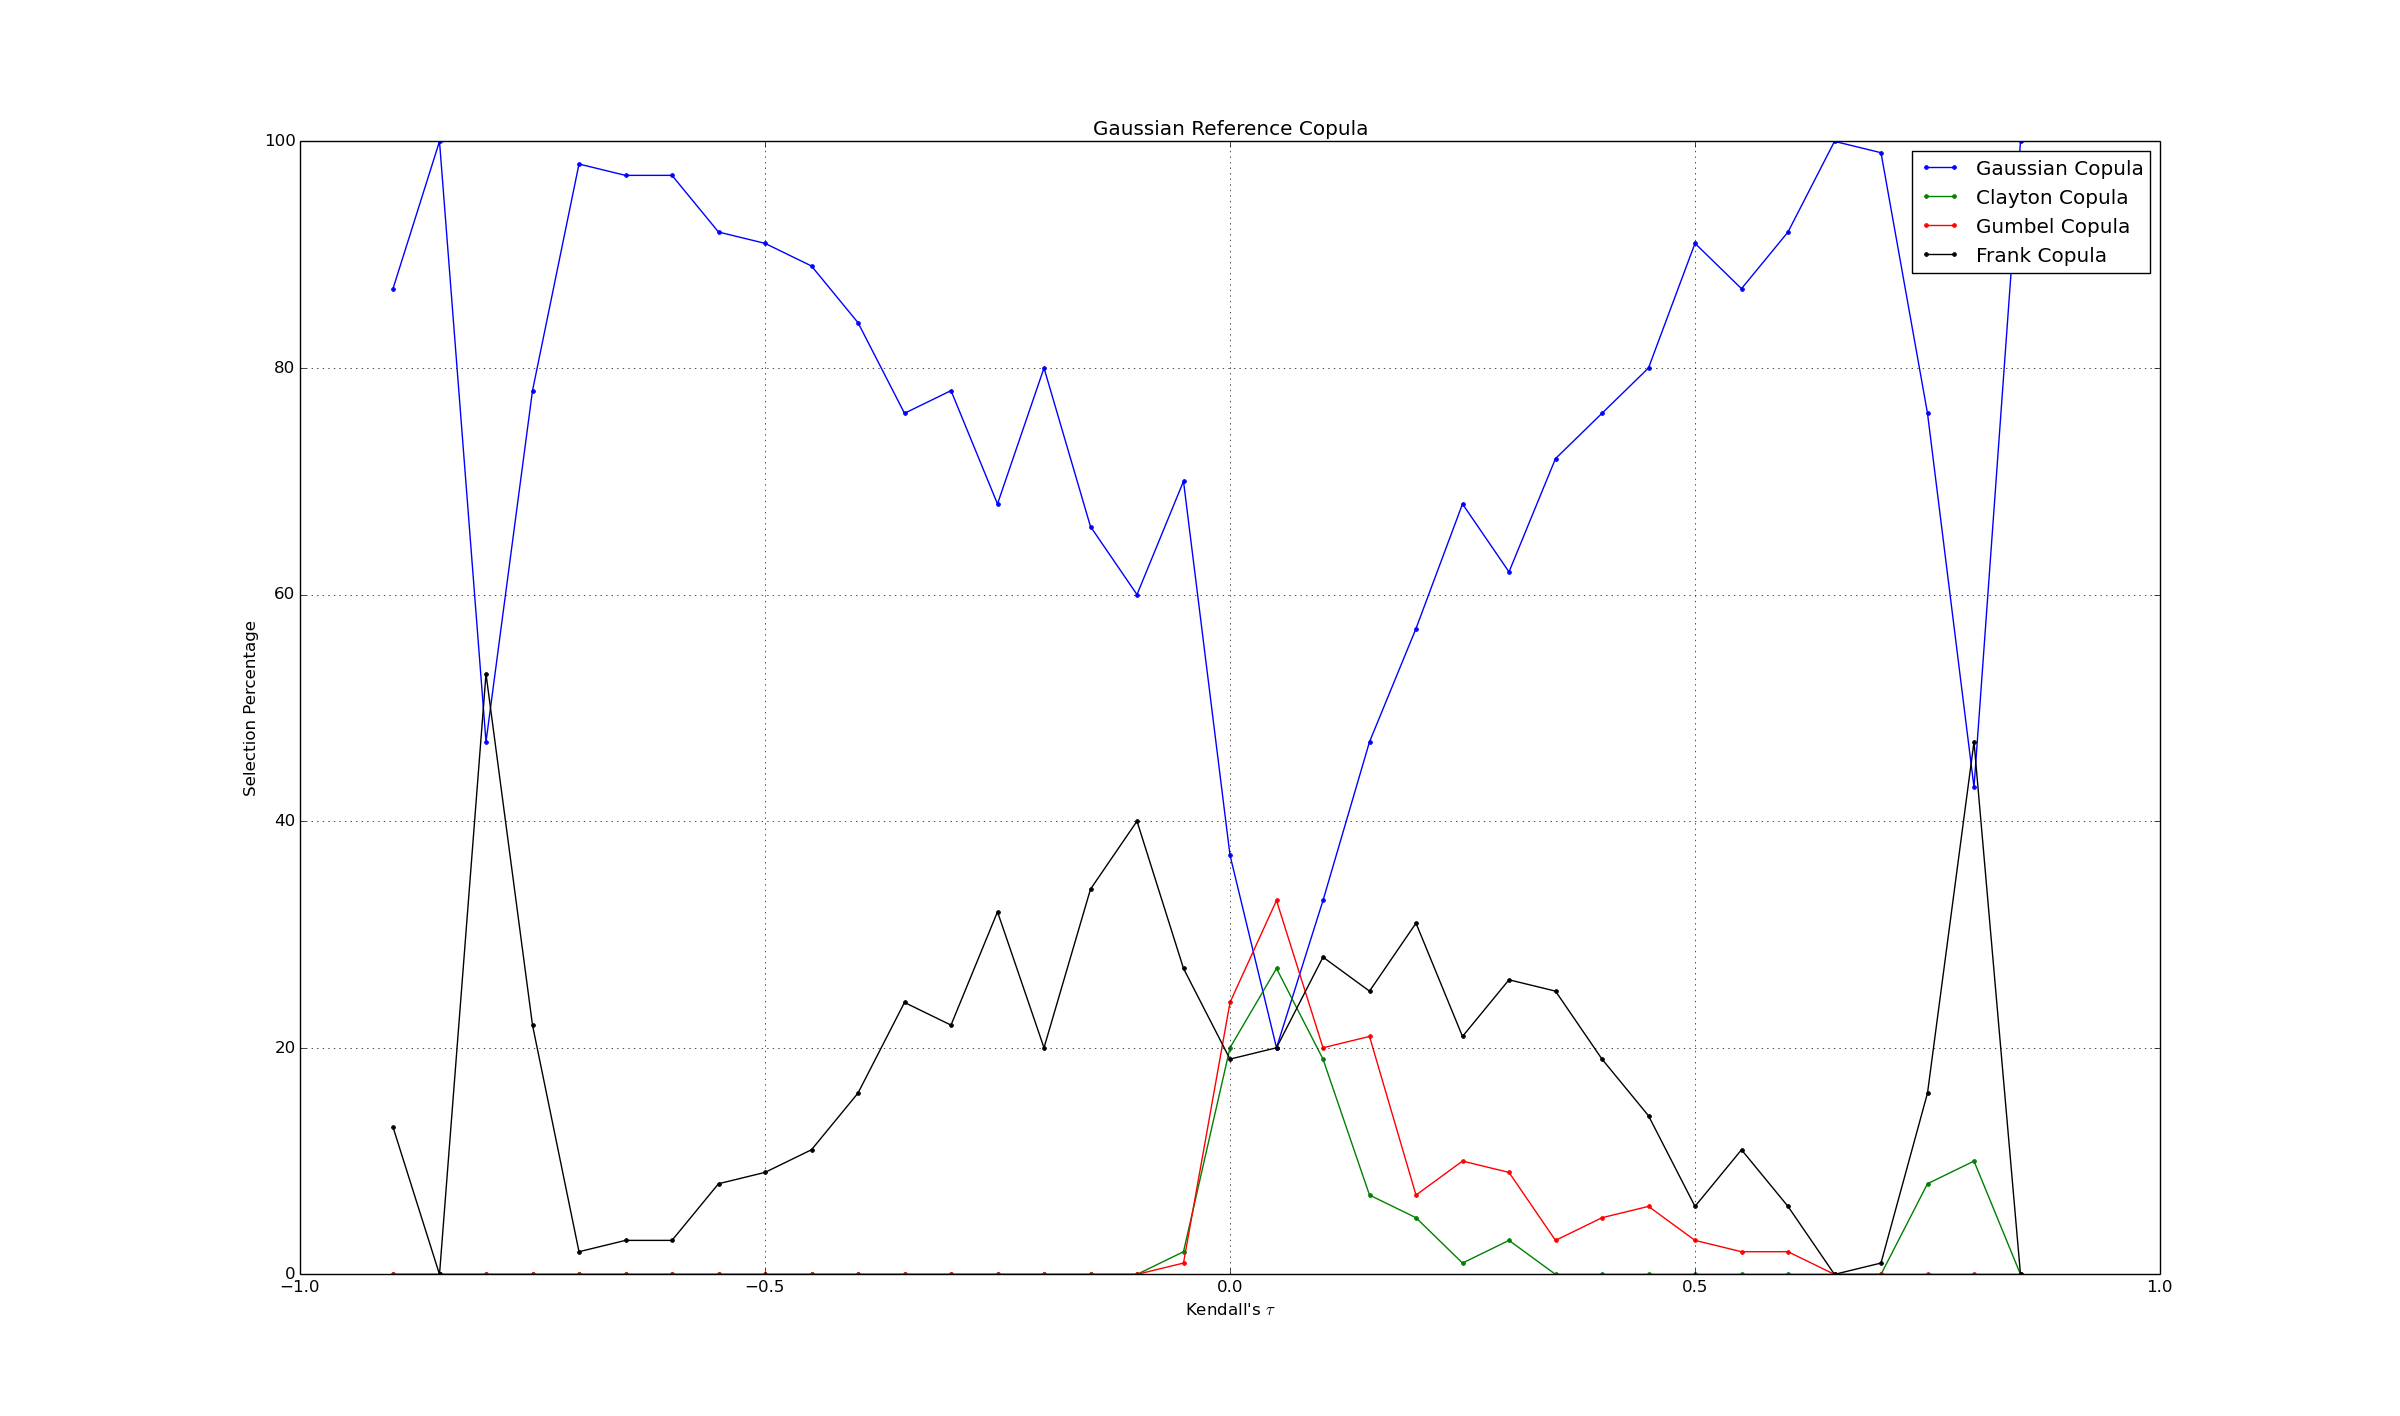 Gaussian Reference Copula
100
80
60
40
20
0
Selection Percentage
Gaussian Copula
Clayton Copula
Gumbel Copula
Frank Copula
−1.0
−0.5
0.0
0.5
1.0
Kendall's τ